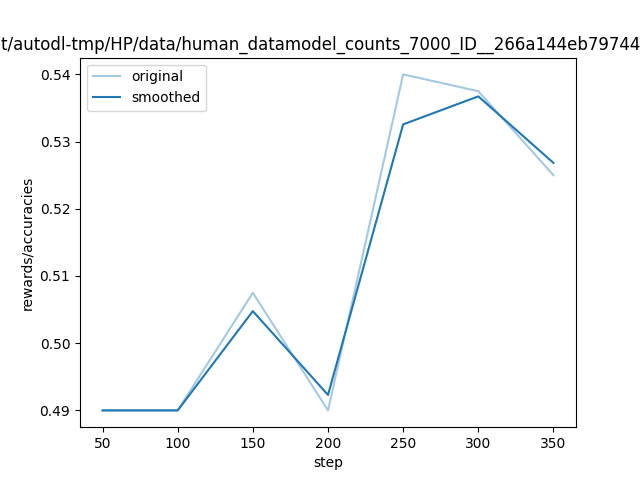 t/autodl-tmp/HP/data/human_datamodel_counts_7000_ID__266a144eb79744
original
smoothed
0.54
0.53
0.52
0.51
0.50
0.49
rewards/accuracies
50 100 150 200 250 300 350
step